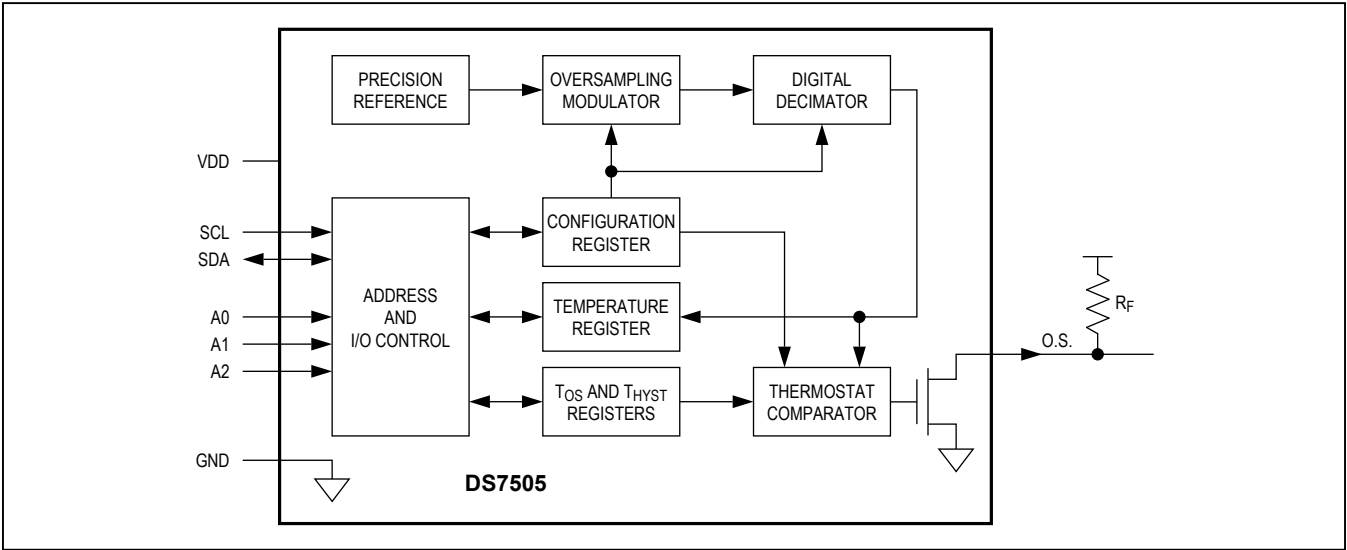 PRECISION
REFERENCE
OVERSAMPLING
MODULATOR
DIGITAL
DECIMATOR
VDD
SCL
SDA
A0
A1
A2
GND
ADDRESS
AND
I/O CONTROL
CONFIGURATION
REGISTER
TEMPERATURE
REGISTER
TOS AND THYST
REGISTERS
THERMOSTAT
COMPARATOR
O.S.
RF
DS7505